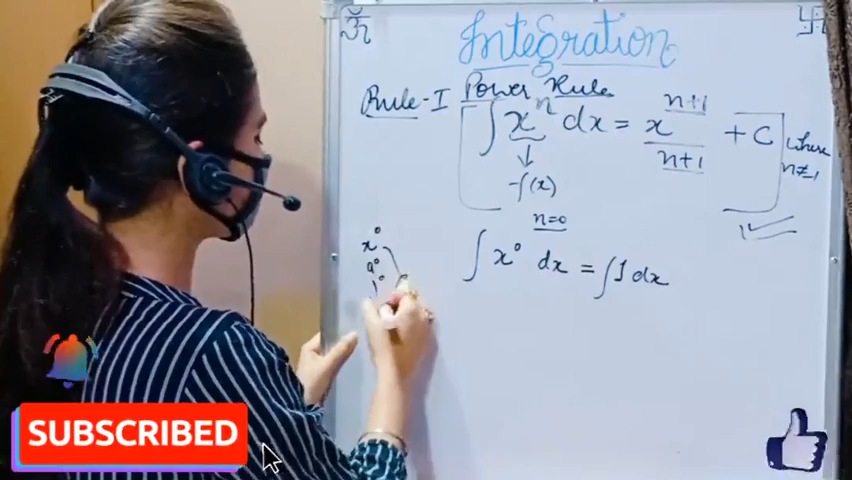 ॐ 卐
Integration
Rule-I Power Rule
∫ xⁿ dx = xⁿ⁺¹/n+1 + C where n≠-1
f(x)
n=0
∫ x⁰ dx = ∫ 1 dx
x⁰
a⁰
1⁰
SUBSCRIBED